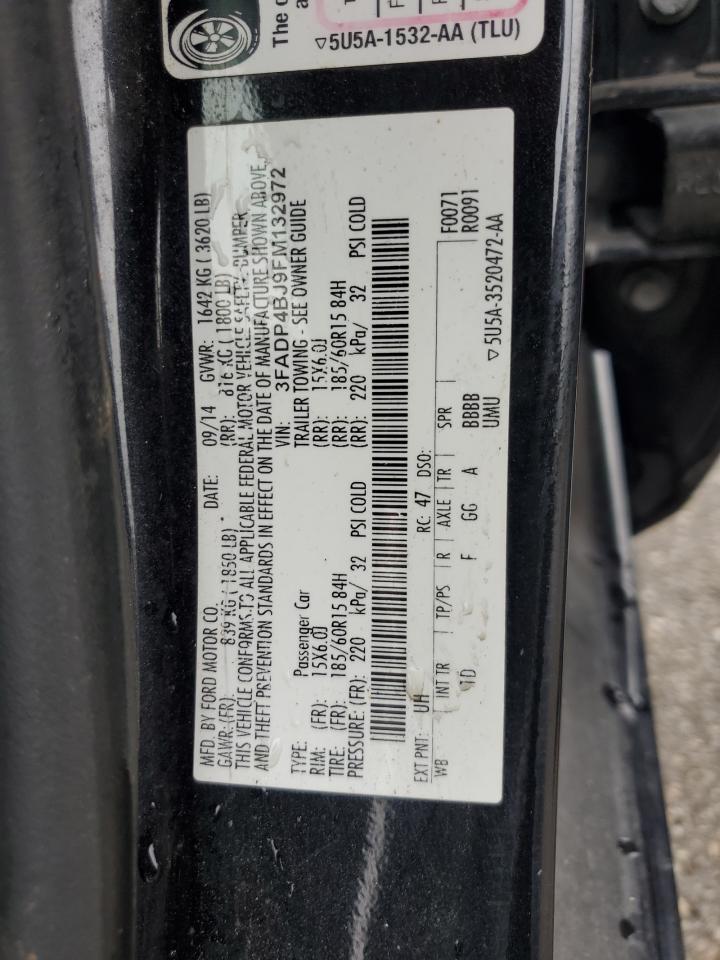 The
▽5U5A-1532-AA (TLU)
MFD. BY FORD MOTOR CO. DATE: 09/14 GVWR: 1642 KG ( 3620 LB)
GAWR: (FR): 839 KG ( 1850 LB) (RR): 816 KG ( 1800 LB)
THIS VEHICLE CONFORMS TO ALL APPLICABLE FEDERAL MOTOR VEHICLE SAFETY, BUMPER
AND THEFT PREVENTION STANDARDS IN EFFECT ON THE DATE OF MANUFACTURE SHOWN ABOVE.
VIN: 3FADP4BJ9FM132972
TYPE: Passenger Car TRAILER TOWING - SEE OWNER GUIDE
RIM: (FR): 15X6.0J (RR): 15X6.0J
TIRE: (FR): 185/60R15 84H (RR): 185/60R15 84H
PRESSURE: (FR): 220 kPa/ 32 PSI COLD (RR): 220 kPa/ 32 PSI COLD
EXT PNT: UH RC: 47 DSO:
WB INT TR TP/PS R AXLE TR SPR F0071
TD F GG A BBBB R0091
UMU
▽5U5A-3520472-AA